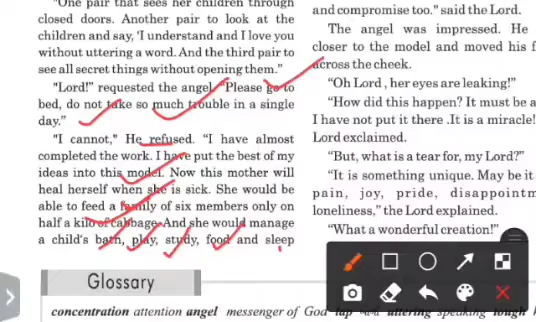 "One pair that sees her children through
closed doors. Another pair to look at the
children and say, 'I understand and I love you
without uttering a word. And the third pair to
see all secret things without opening them."
"Lord!" requested the angel. "Please go to
bed, do not take so much trouble in a single
day."
"I cannot," He refused. "I have almost
completed the work. I have put the best of my
ideas into this model. Now this mother will
heal herself when she is sick. She would be
able to feed a family of six members only on
half a kilo of cabbage. And she would manage
a child's bath, play, study, food and sleep
and compromise too." said the Lord.
The angel was impressed. He
closer to the model and moved his f
across the cheek.
"Oh Lord , her eyes are leaking!"
"How did this happen? It must be a
I have not put it there .It is a miracle!
Lord exclaimed.
"But, what is a tear for, my Lord?"
"It is something unique. May be it
pain, joy, pride, disappointm
loneliness," the Lord explained.
"What a wonderful creation!"
Glossary
concentration attention angel messenger of God lap uttering speaking tough